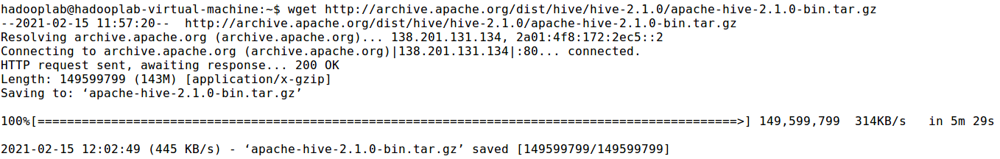 hadooplab@hadooplab-virtual-machine:~$ wget http://archive.apache.org/dist/hive/hive-2.1.0/apache-hive-2.1.0-bin.tar.gz
--2021-02-15 11:57:20--  http://archive.apache.org/dist/hive/hive-2.1.0/apache-hive-2.1.0-bin.tar.gz
Resolving archive.apache.org (archive.apache.org)... 138.201.131.134, 2a01:4f8:172:2ec5::2
Connecting to archive.apache.org (archive.apache.org)|138.201.131.134|:80... connected.
HTTP request sent, awaiting response... 200 OK
Length: 149599799 (143M) [application/x-gzip]
Saving to: ‘apache-hive-2.1.0-bin.tar.gz’
100%[===============================================================================================>] 149,599,799  314KB/s   in 5m 29s
2021-02-15 12:02:49 (445 KB/s) - ‘apache-hive-2.1.0-bin.tar.gz’ saved [149599799/149599799]